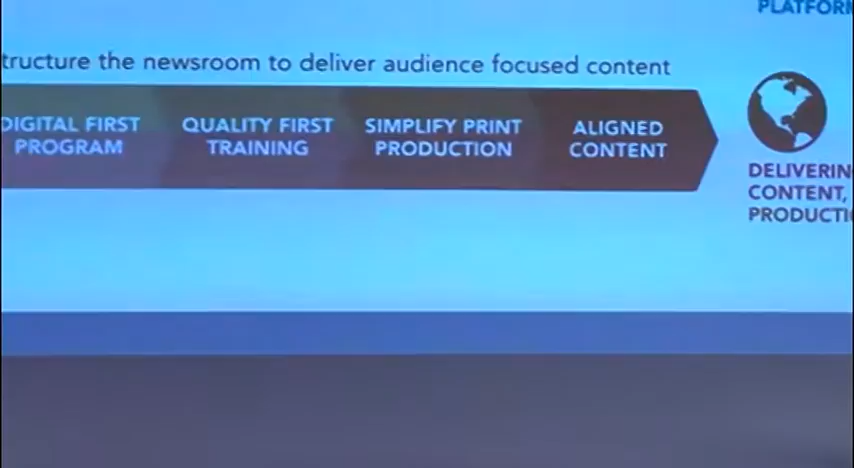 PLATFORM
tructure the newsroom to deliver audience focused content
DIGITAL FIRST
PROGRAM
QUALITY FIRST
TRAINING
SIMPLIFY PRINT
PRODUCTION
ALIGNED
CONTENT
DELIVERIN
CONTENT,
PRODUCTI